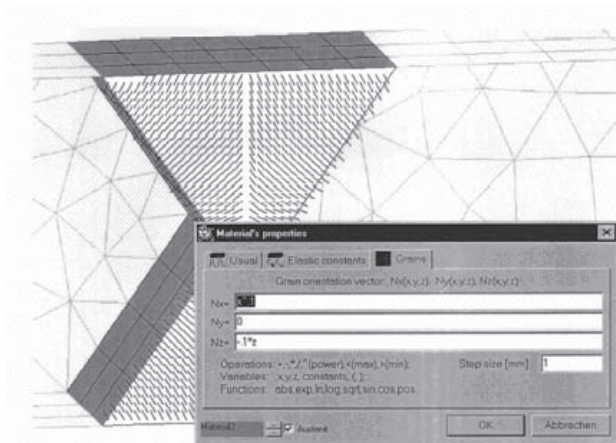 Material's properties
Usual Elastic constants Grains
Grain orientation vector: Nx(x,y,z), Ny(x,y,z), Nz(x,y,z)
Nx=
Ny= 0
Nz= -.1*z
Operations: +,-,*,/,^(power),<(max),>(min);
Step size [mm] 1
Variables: x,y,z, constants, (, );
Functions: abs,exp,ln,log,sqrt,sin,cos,pos.
Material2
Austenit
OK
Abbrechen